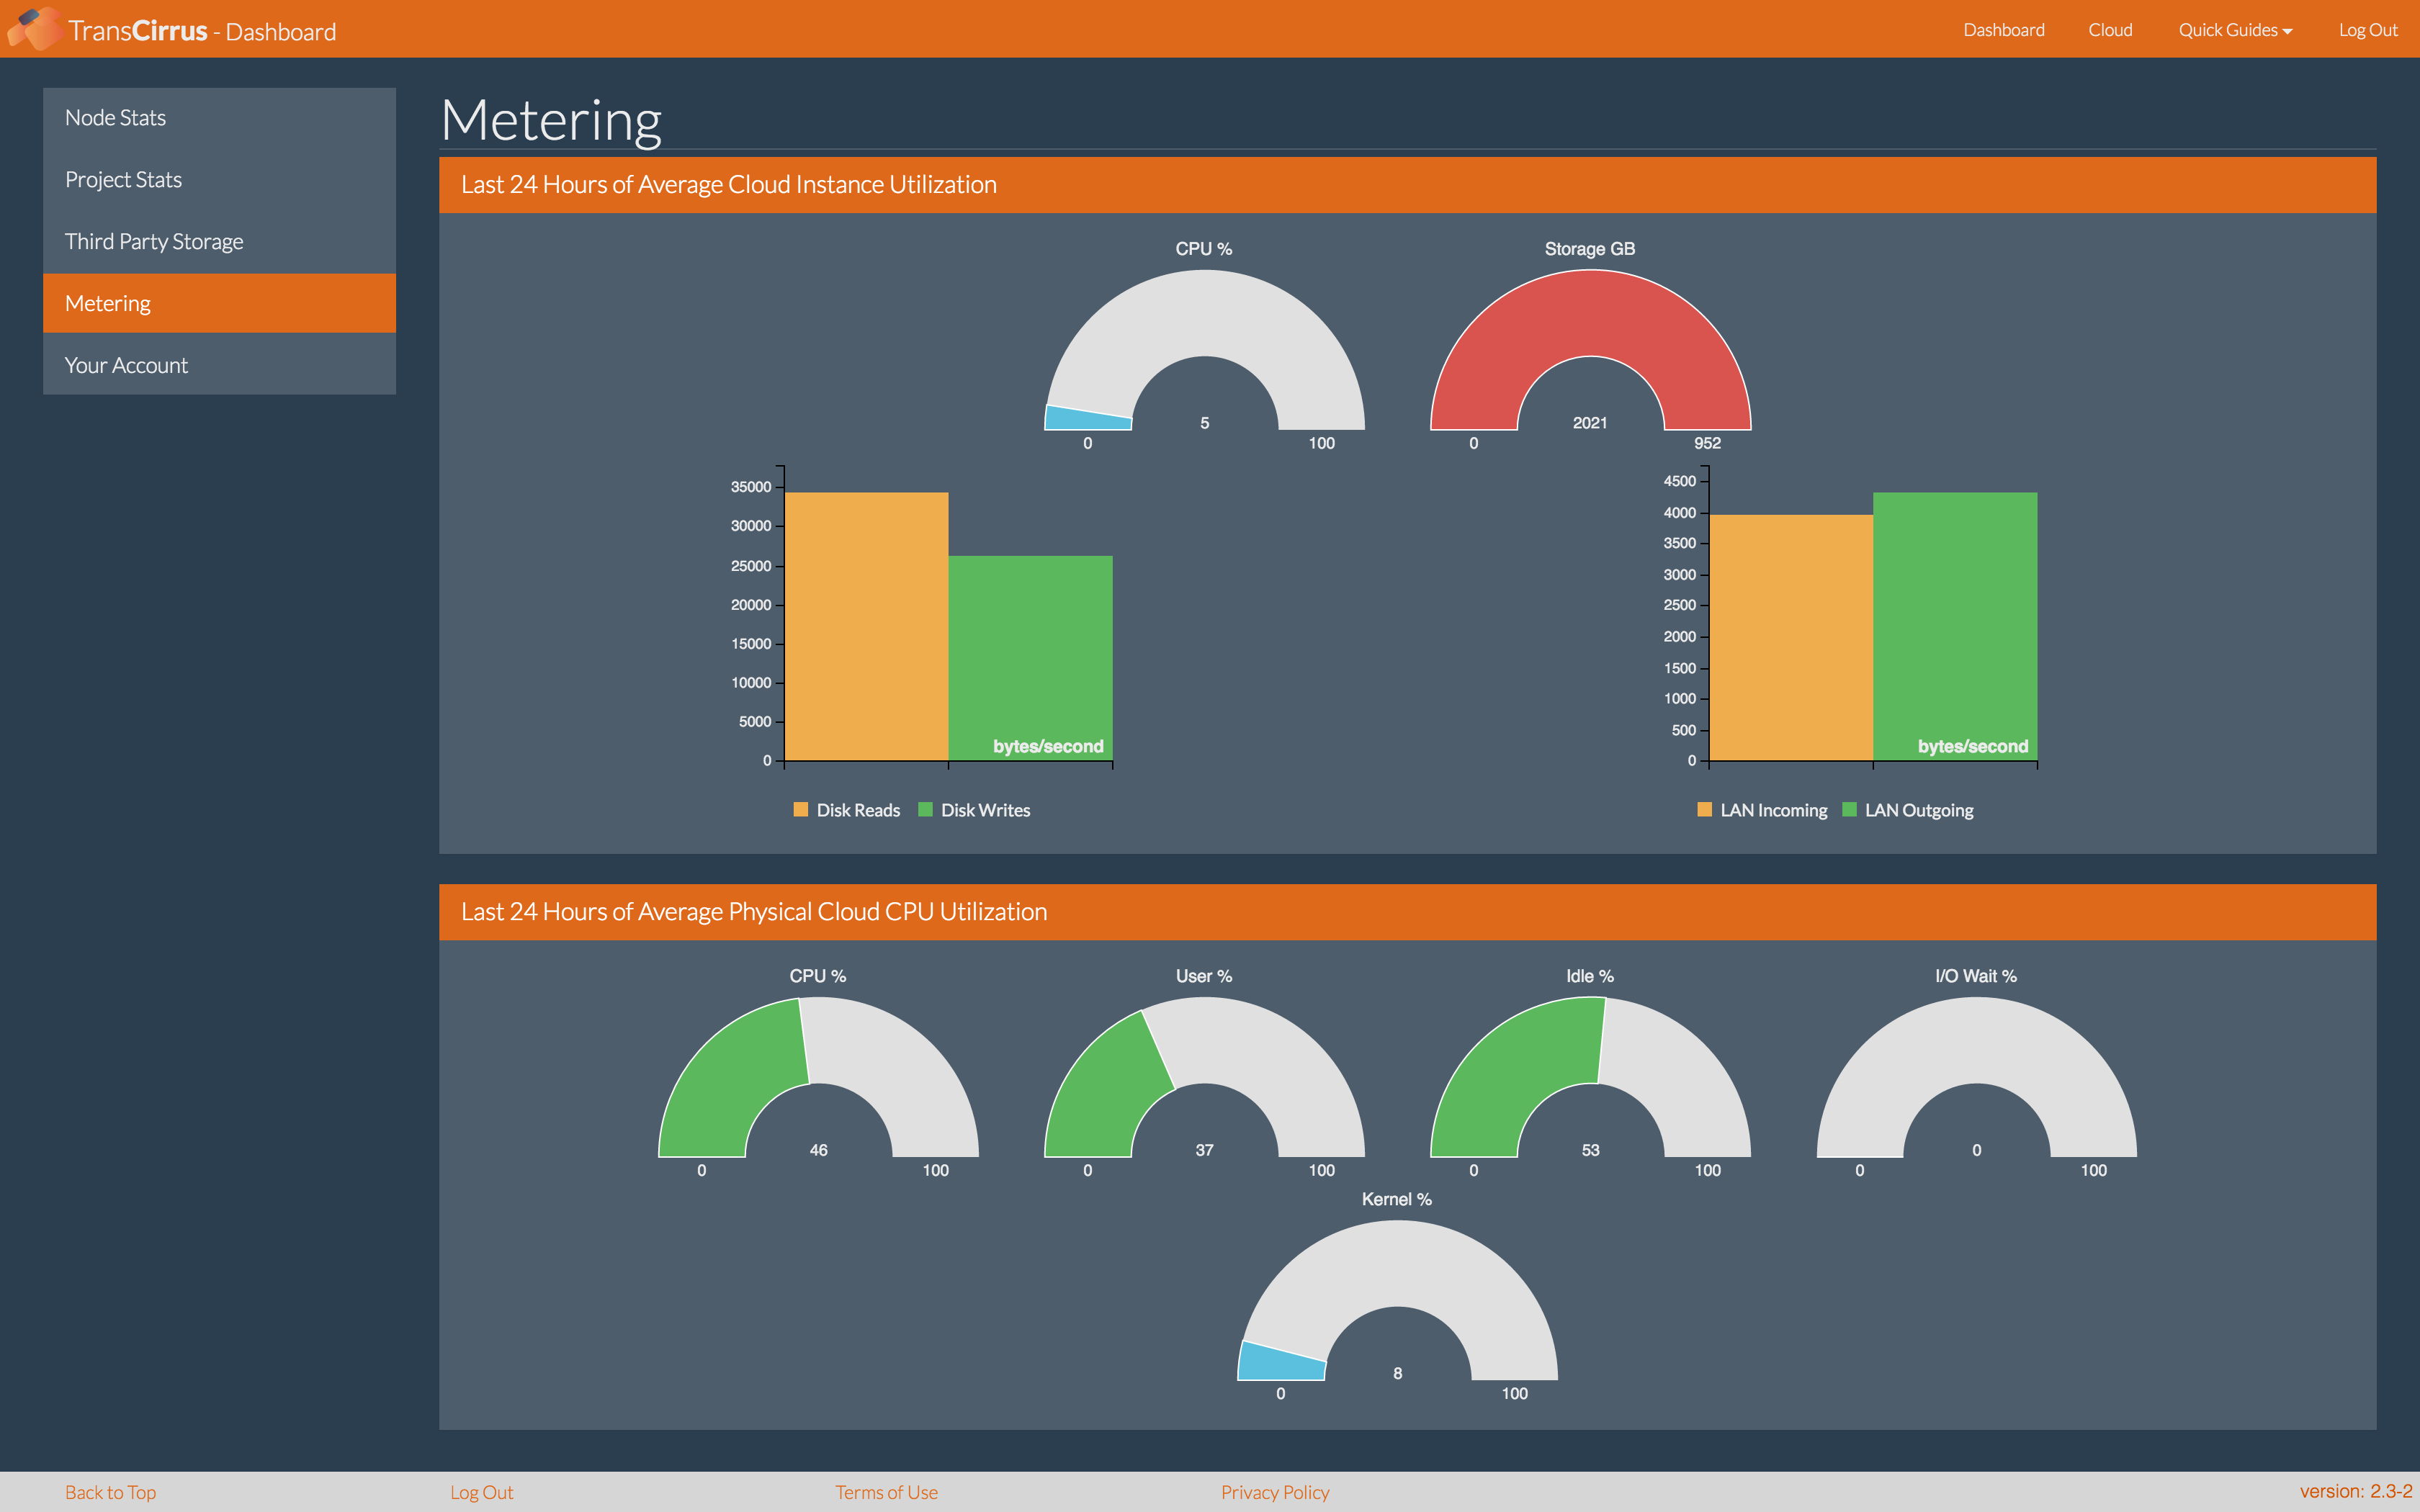 TransCirrus - Dashboard
Dashboard Cloud Quick Guides Log Out
Node Stats
Project Stats
Third Party Storage
Metering
Your Account
Metering
Last 24 Hours of Average Cloud Instance Utilization
CPU % Storage GB
5 2021
0 100 0 952
35000
30000
25000
20000
15000
10000
5000
0
bytes/second
Disk Reads Disk Writes
4500
4000
3500
3000
2500
2000
1500
1000
500
0
bytes/second
LAN Incoming LAN Outgoing
Last 24 Hours of Average Physical Cloud CPU Utilization
CPU % User % Idle % I/O Wait %
46 37 53 0
0 100 0 100 0 100 0 100
Kernel %
8
0 100
Back to Top Log Out Terms of Use Privacy Policy version: 2.3-2